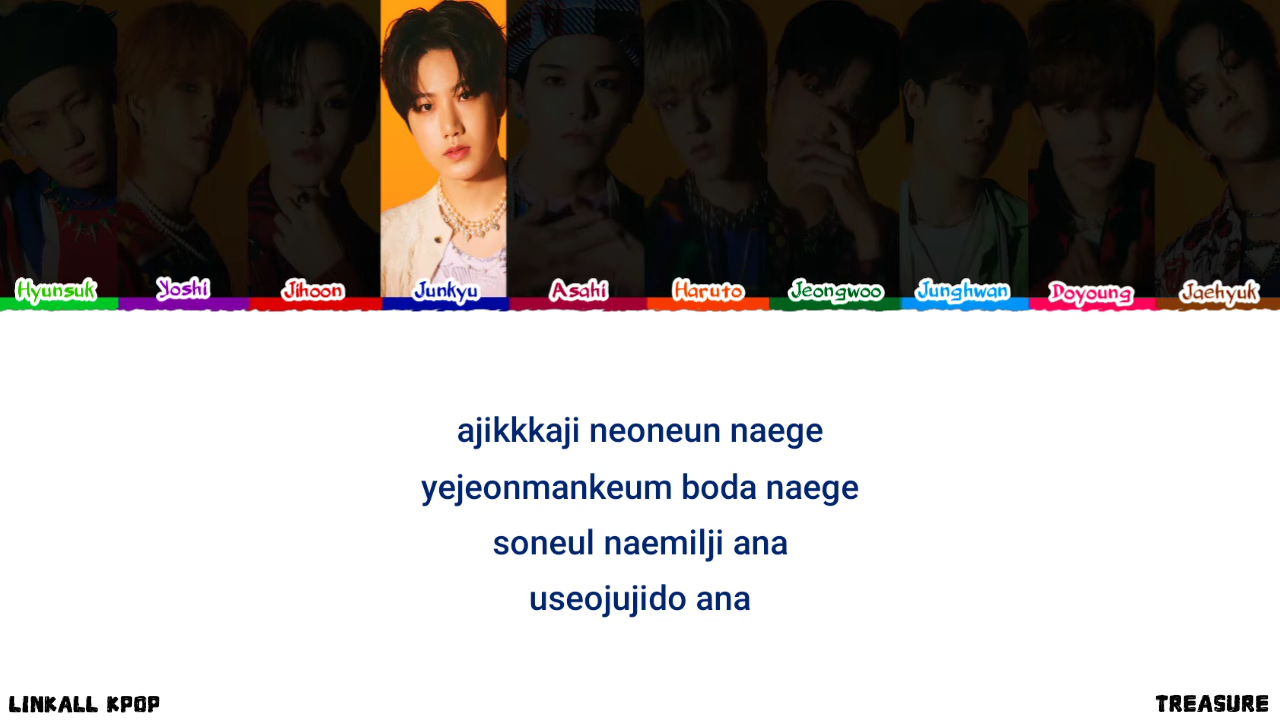 Hyunsuk Yoshi Jihoon Junkyu Asahi Haruto Jeongwoo Junghwan Doyoung Jaehyuk
ajikkkaji neoneun naege
yejeonmankeum boda naege
soneul naemilji ana
useojujido ana
LINKALL KPOP
TREASURE